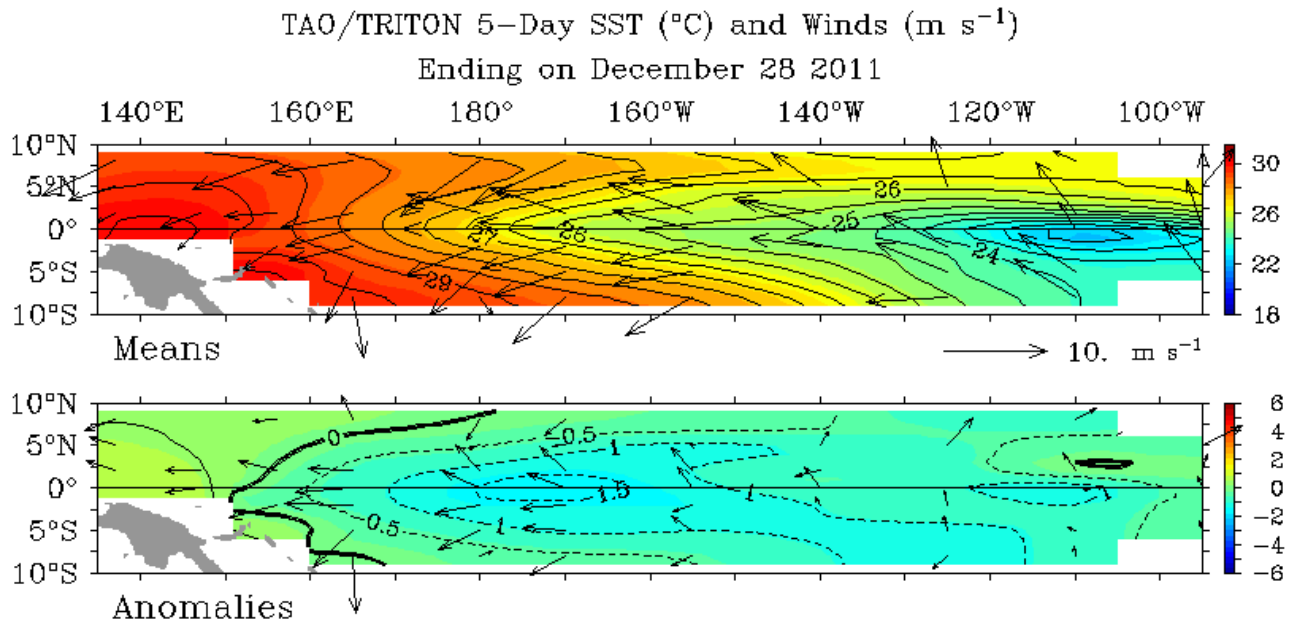 TAO/TRITON 5-Day SST (°C) and Winds (m s⁻¹)
Ending on December 28 2011
140°E 160°E 180° 160°W 140°W 120°W 100°W
10°N
5°N
0°
5°S
10°S
26
25
24
27
28
29
30
28
26
24
22
20
18
Means
10. m s⁻¹
10°N
5°N
0°
5°S
10°S
0
-0.5
1
1.5
1
1
-0.5
1
6
4
2
0
-2
-4
-6
Anomalies